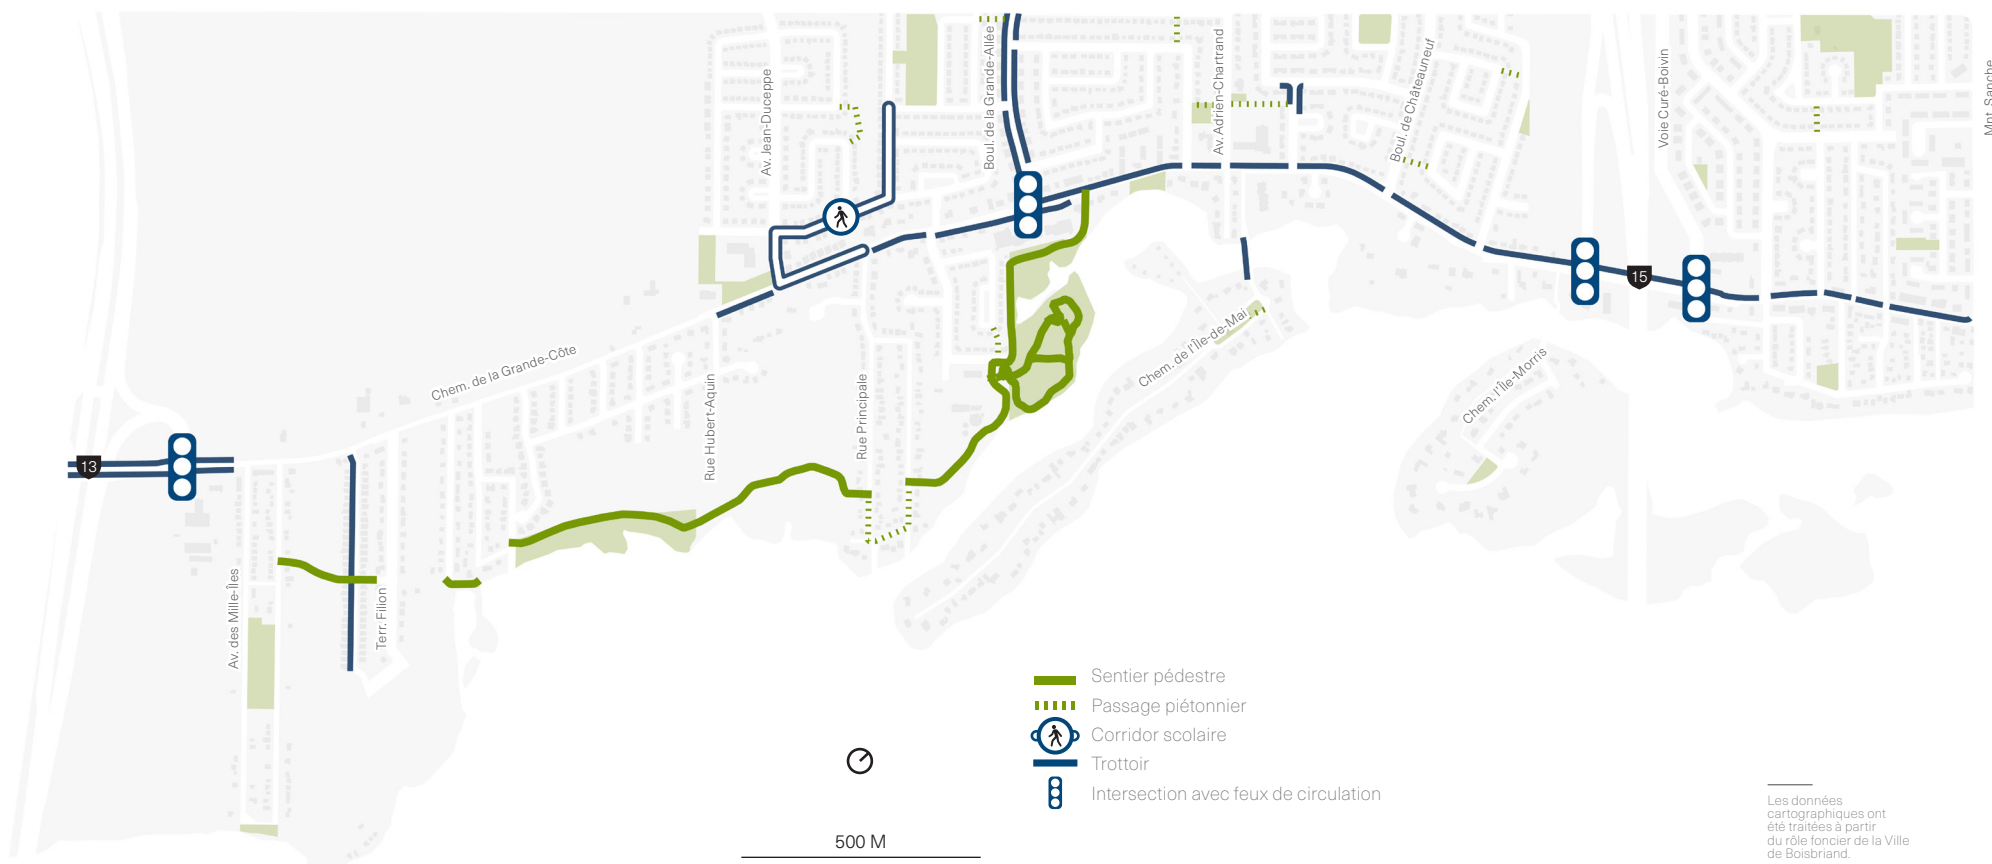 Av. Jean-Duceppe
Boul. de la Grande-Allée
Av. Adrien-Chartrand
Boul. de Châteauneuf
Voie Curé-Boivin
15
Chem. de l'Île-de-Mai
Chem. l'Île-Morris
Chem. de la Grande-Côte
Rue Hubert-Aquin
Rue Principale
13
Av. des Mille-Îles
Terr. Filion
Sentier pédestre
Passage piétonnier
Corridor scolaire
Trottoir
Intersection avec feux de circulation
500 M
Les données
cartographiques ont
été traitées à partir
du rôle foncier de la Ville
de Boisbriand.